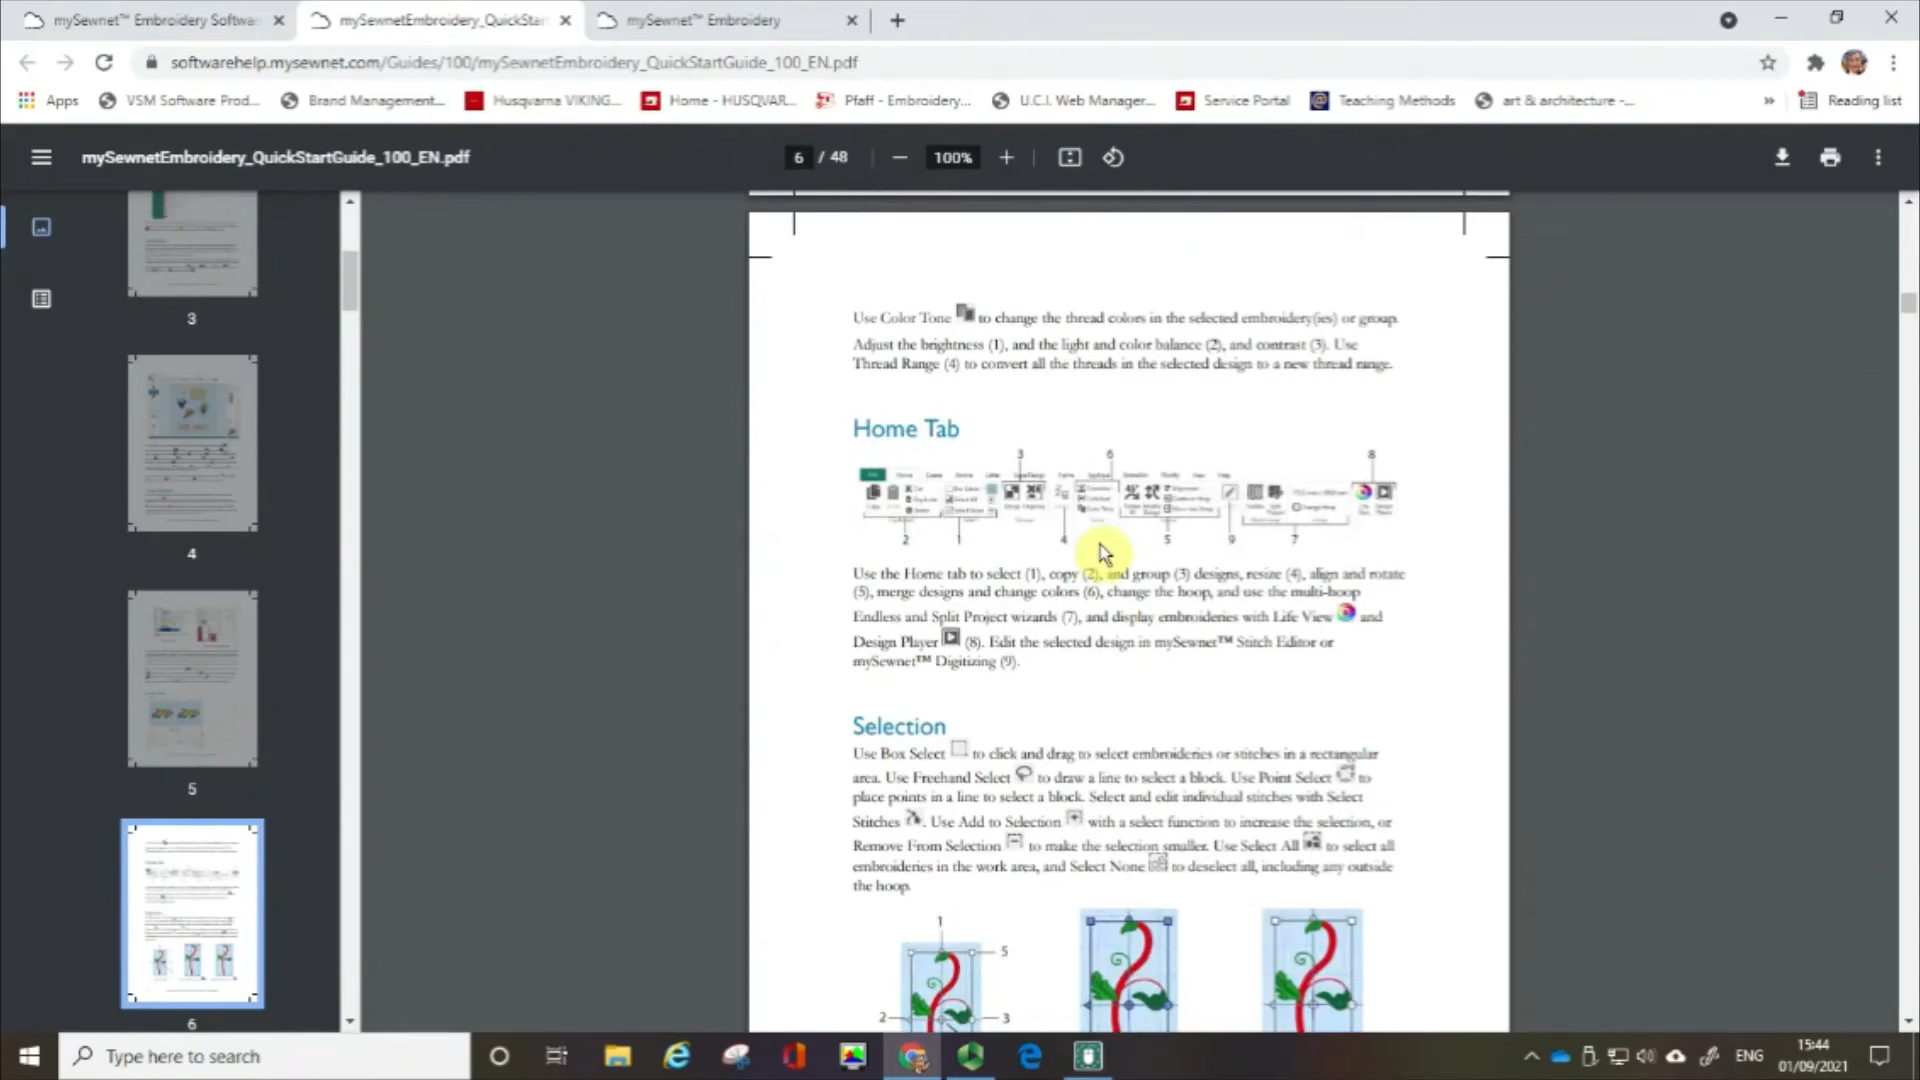 mySewnet™ Embroidery Softwa
mySewnetEmbroidery_QuickStar
mySewnet™ Embroidery
softwarehelp.mysewnet.com/Guides/100/mySewnetEmbroidery_QuickStartGuide_100_EN.pdf
Apps VSM Software Prod... Brand Management... Husqvarna VIKING... Home - HUSQVAR... Pfaff - Embroidery... U.C.I. Web Manager... Service Portal Teaching Methods art & architecture -... » Reading list
mySewnetEmbroidery_QuickStartGuide_100_EN.pdf 6 / 48 100%
3
4
5
6
Use Color Tone to change the thread colors in the selected embroidery(ies) or group.
Adjust the brightness (1), and the light and color balance (2), and contrast (3). Use
Thread Range (4) to convert all the threads in the selected design to a new thread range.
Home Tab
3 6 8
2 1 4 5 9 7
Use the Home tab to select (1), copy (2), and group (3) designs, resize (4), align and rotate
(5), merge designs and change colors (6), change the hoop, and use the multi-hoop
Endless and Split Project wizards (7), and display embroideries with Life View and
Design Player (8). Edit the selected design in mySewnet™ Stitch Editor or
mySewnet™ Digitizing (9).
Selection
Use Box Select to click and drag to select embroideries or stitches in a rectangular
area. Use Freehand Select to draw a line to select a block. Use Point Select to
place points in a line to select a block. Select and edit individual stitches with Select
Stitches . Use Add to Selection with a select function to increase the selection, or
Remove From Selection to make the selection smaller. Use Select All to select all
embroideries in the work area, and Select None to deselect all, including any outside
the hoop.
1
5
2 3
Type here to search
ENG
15:44
01/09/2021